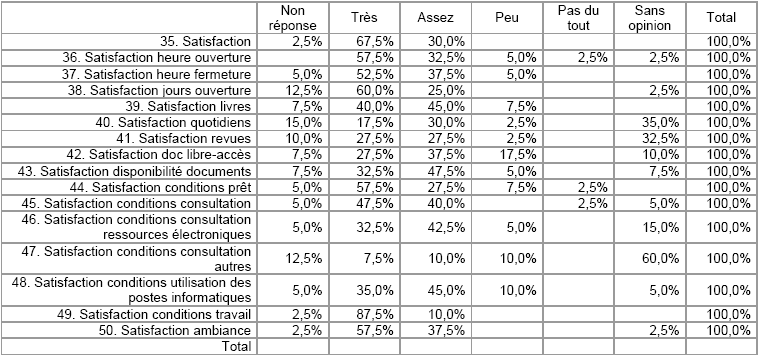 Non réponse Très Assez Peu Pas du tout Sans opinion Total
35. Satisfaction 2,5% 67,5% 30,0% 100,0%
36. Satisfaction heure ouverture 57,5% 32,5% 5,0% 2,5% 2,5% 100,0%
37. Satisfaction heure fermeture 5,0% 52,5% 37,5% 5,0% 100,0%
38. Satisfaction jours ouverture 12,5% 60,0% 25,0% 2,5% 100,0%
39. Satisfaction livres 7,5% 40,0% 45,0% 7,5% 100,0%
40. Satisfaction quotidiens 15,0% 17,5% 30,0% 2,5% 35,0% 100,0%
41. Satisfaction revues 10,0% 27,5% 27,5% 2,5% 32,5% 100,0%
42. Satisfaction doc libre-accès 7,5% 27,5% 37,5% 17,5% 10,0% 100,0%
43. Satisfaction disponibilité documents 7,5% 32,5% 47,5% 5,0% 7,5% 100,0%
44. Satisfaction conditions prêt 5,0% 57,5% 27,5% 7,5% 2,5% 100,0%
45. Satisfaction conditions consultation 5,0% 47,5% 40,0% 2,5% 5,0% 100,0%
46. Satisfaction conditions consultation
ressources électroniques 5,0% 32,5% 42,5% 5,0% 15,0% 100,0%
47. Satisfaction conditions consultation
autres 12,5% 7,5% 10,0% 10,0% 60,0% 100,0%
48. Satisfaction conditions utilisation des
postes informatiques 5,0% 35,0% 45,0% 10,0% 5,0% 100,0%
49. Satisfaction conditions travail 2,5% 87,5% 10,0% 100,0%
50. Satisfaction ambiance 2,5% 57,5% 37,5% 2,5% 100,0%
Total